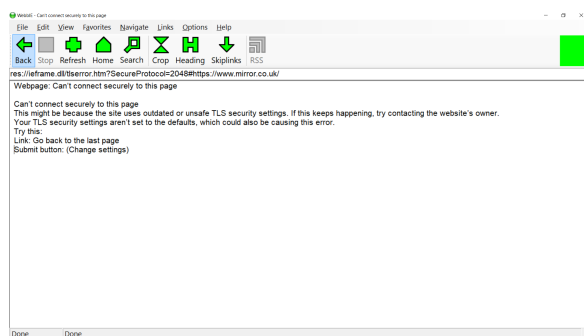 WebbIE - Can't connect securely to this page
File Edit View Favorites Navigate Links Options Help
Back Stop Refresh Home Search Crop Heading Skiplinks RSS
res://ieframe.dll/tlserror.htm?SecureProtocol=2048#https://www.mirror.co.uk/
Webpage: Can't connect securely to this page
Can't connect securely to this page
This might be because the site uses outdated or unsafe TLS security settings. If this keeps happening, try contacting the website's owner.
Your TLS security settings aren't set to the defaults, which could also be causing this error.
Try this:
Link: Go back to the last page
Submit button: (Change settings)
Done Done